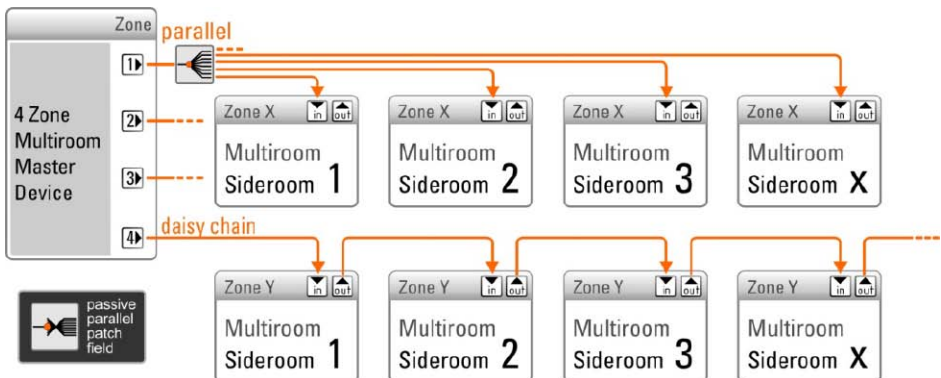 Zone
parallel
1
4 Zone
Multiroom
Master
Device
2
3
4
Zone X in out
Multiroom
Sideroom 1
Zone X in out
Multiroom
Sideroom 2
Zone X in out
Multiroom
Sideroom 3
Zone X in out
Multiroom
Sideroom X
daisy chain
Zone Y in out
Multiroom
Sideroom 1
Zone Y in out
Multiroom
Sideroom 2
Zone Y in out
Multiroom
Sideroom 3
Zone Y in out
Multiroom
Sideroom X
passive
parallel
patch
field